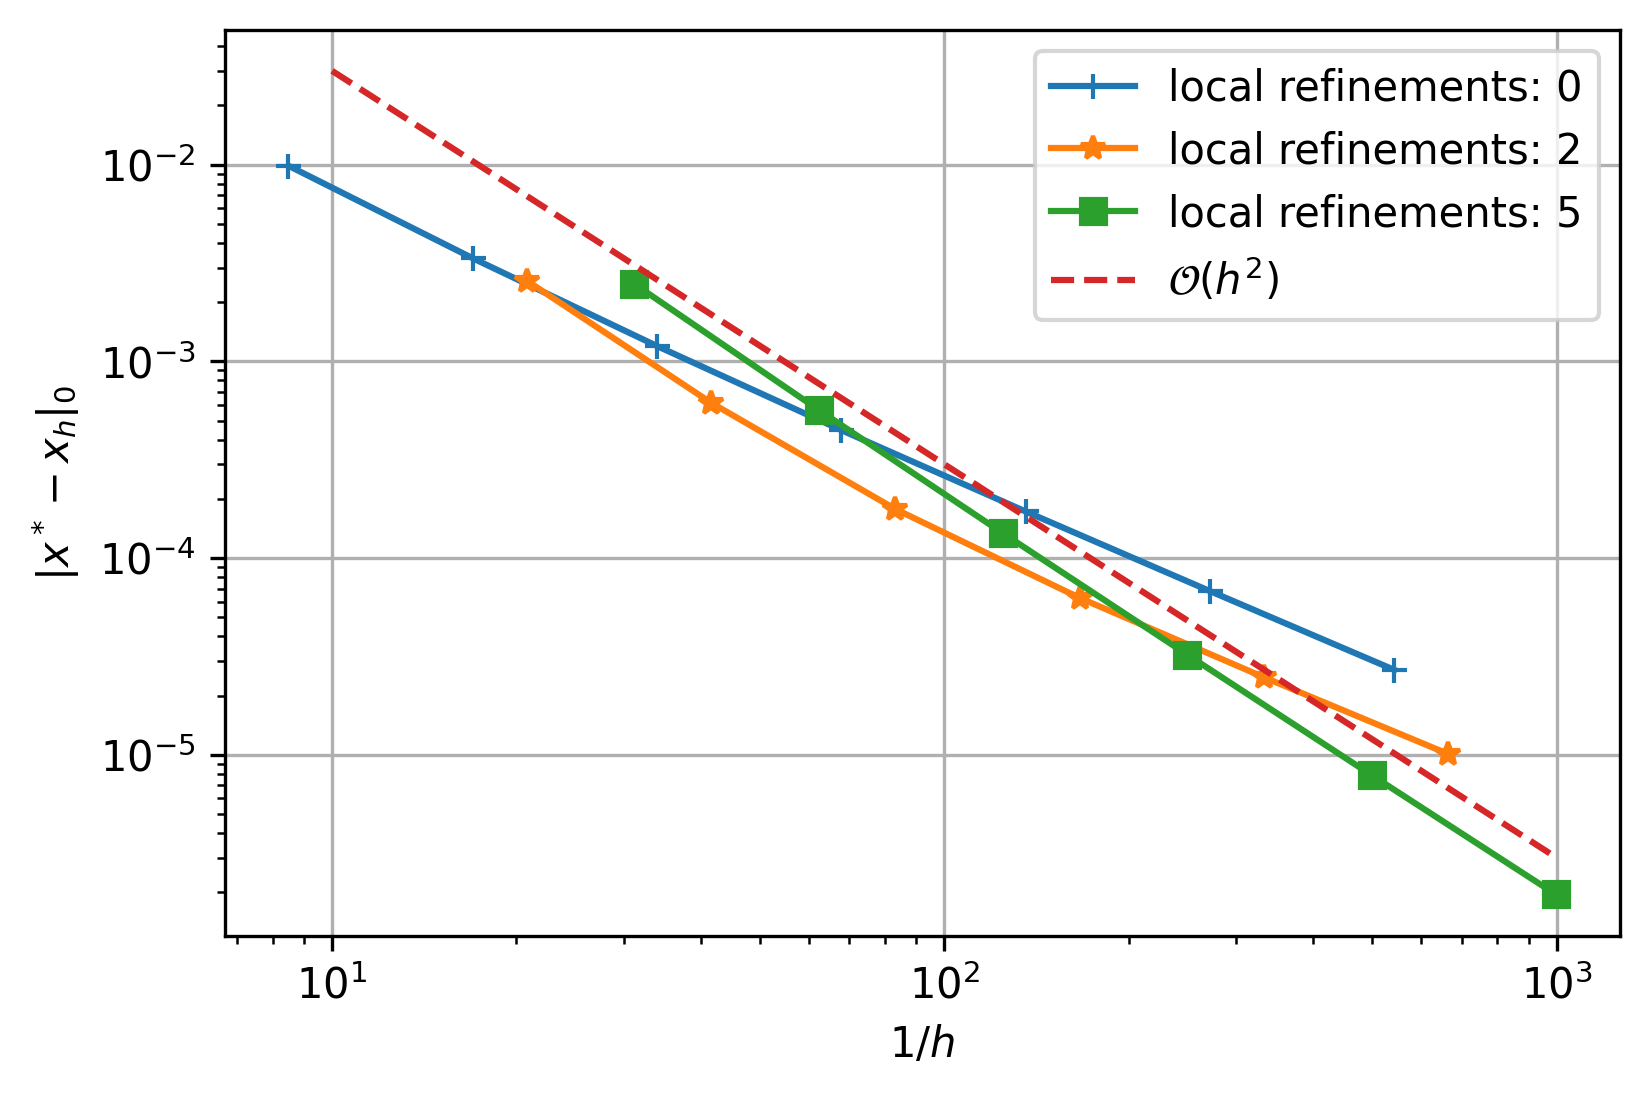 local refinements: 0
local refinements: 2
local refinements: 5
𝒪(h²)
10⁻²
10⁻³
10⁻⁴
10⁻⁵
|x* − xₕ|₀
10¹ 10² 10³
1/h